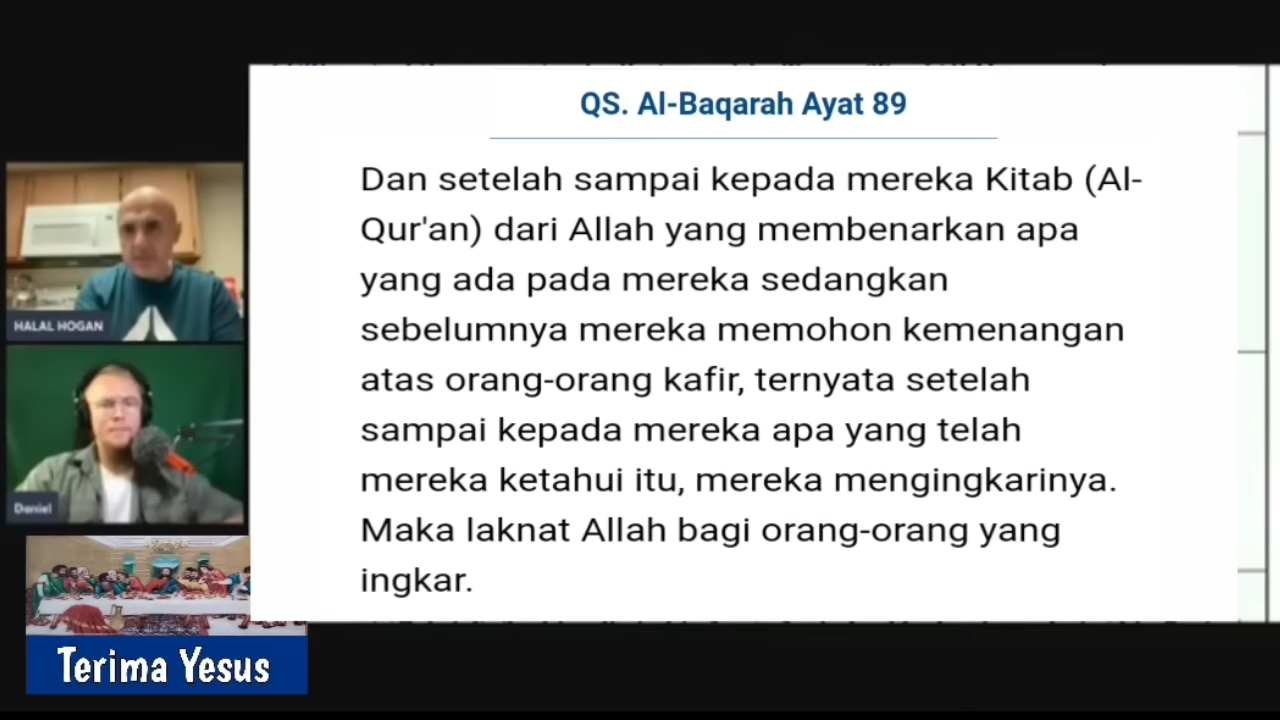 QS. Al-Baqarah Ayat 89
Dan setelah sampai kepada mereka Kitab (Al-
Qur'an) dari Allah yang membenarkan apa
yang ada pada mereka sedangkan
sebelumnya mereka memohon kemenangan
atas orang-orang kafir, ternyata setelah
sampai kepada mereka apa yang telah
mereka ketahui itu, mereka mengingkarinya.
Maka laknat Allah bagi orang-orang yang
ingkar.
HALAL HOGAN
Daniel
Terima Yesus